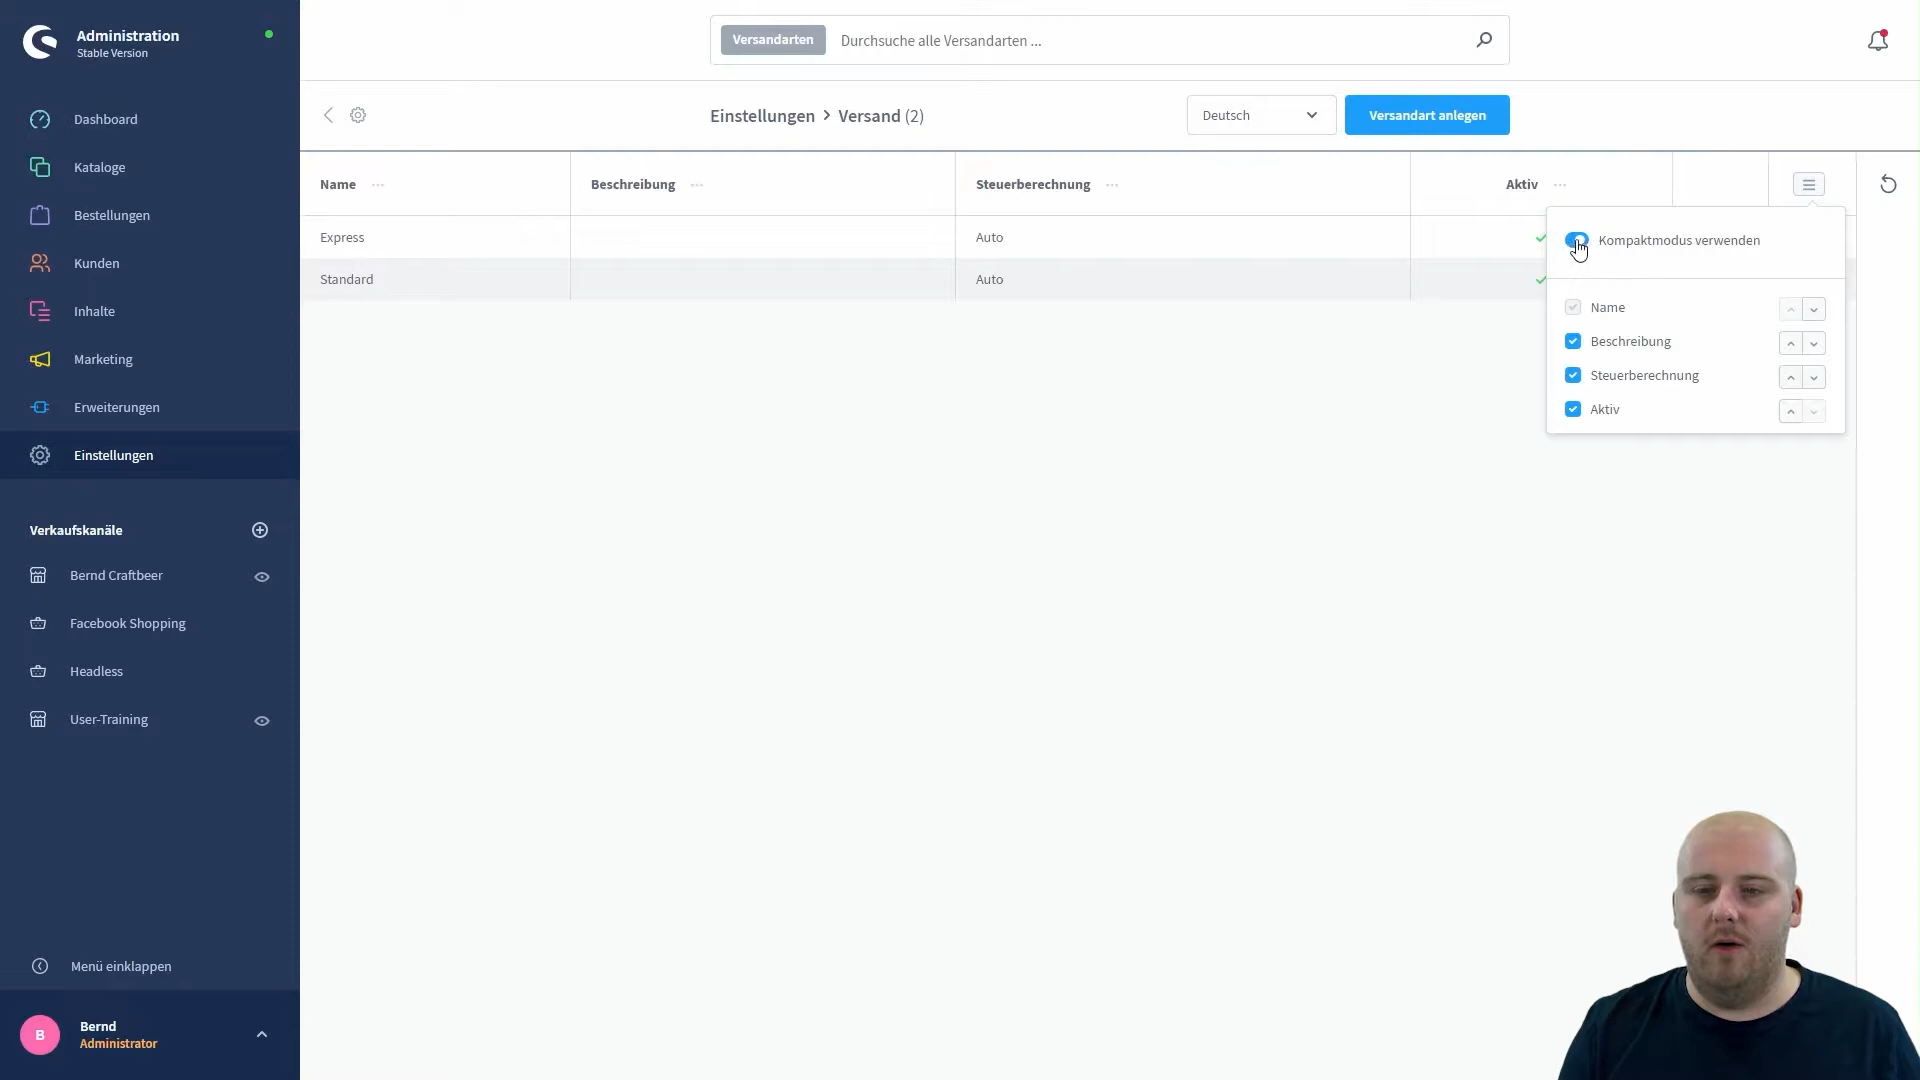 Administration
Stable Version
Dashboard
Kataloge
Bestellungen
Kunden
Inhalte
Marketing
Erweiterungen
Einstellungen
Verkaufskanäle
Bernd Craftbeer
Facebook Shopping
Headless
User-Training
Menü einklappen
B
Bernd
Administrator
Versandarten Durchsuche alle Versandarten ...
Einstellungen > Versand (2)
Deutsch
Versandart anlegen
Name Beschreibung Steuerberechnung Aktiv
Express Auto
Standard Auto
Kompaktmodus verwenden
Name
Beschreibung
Steuerberechnung
Aktiv